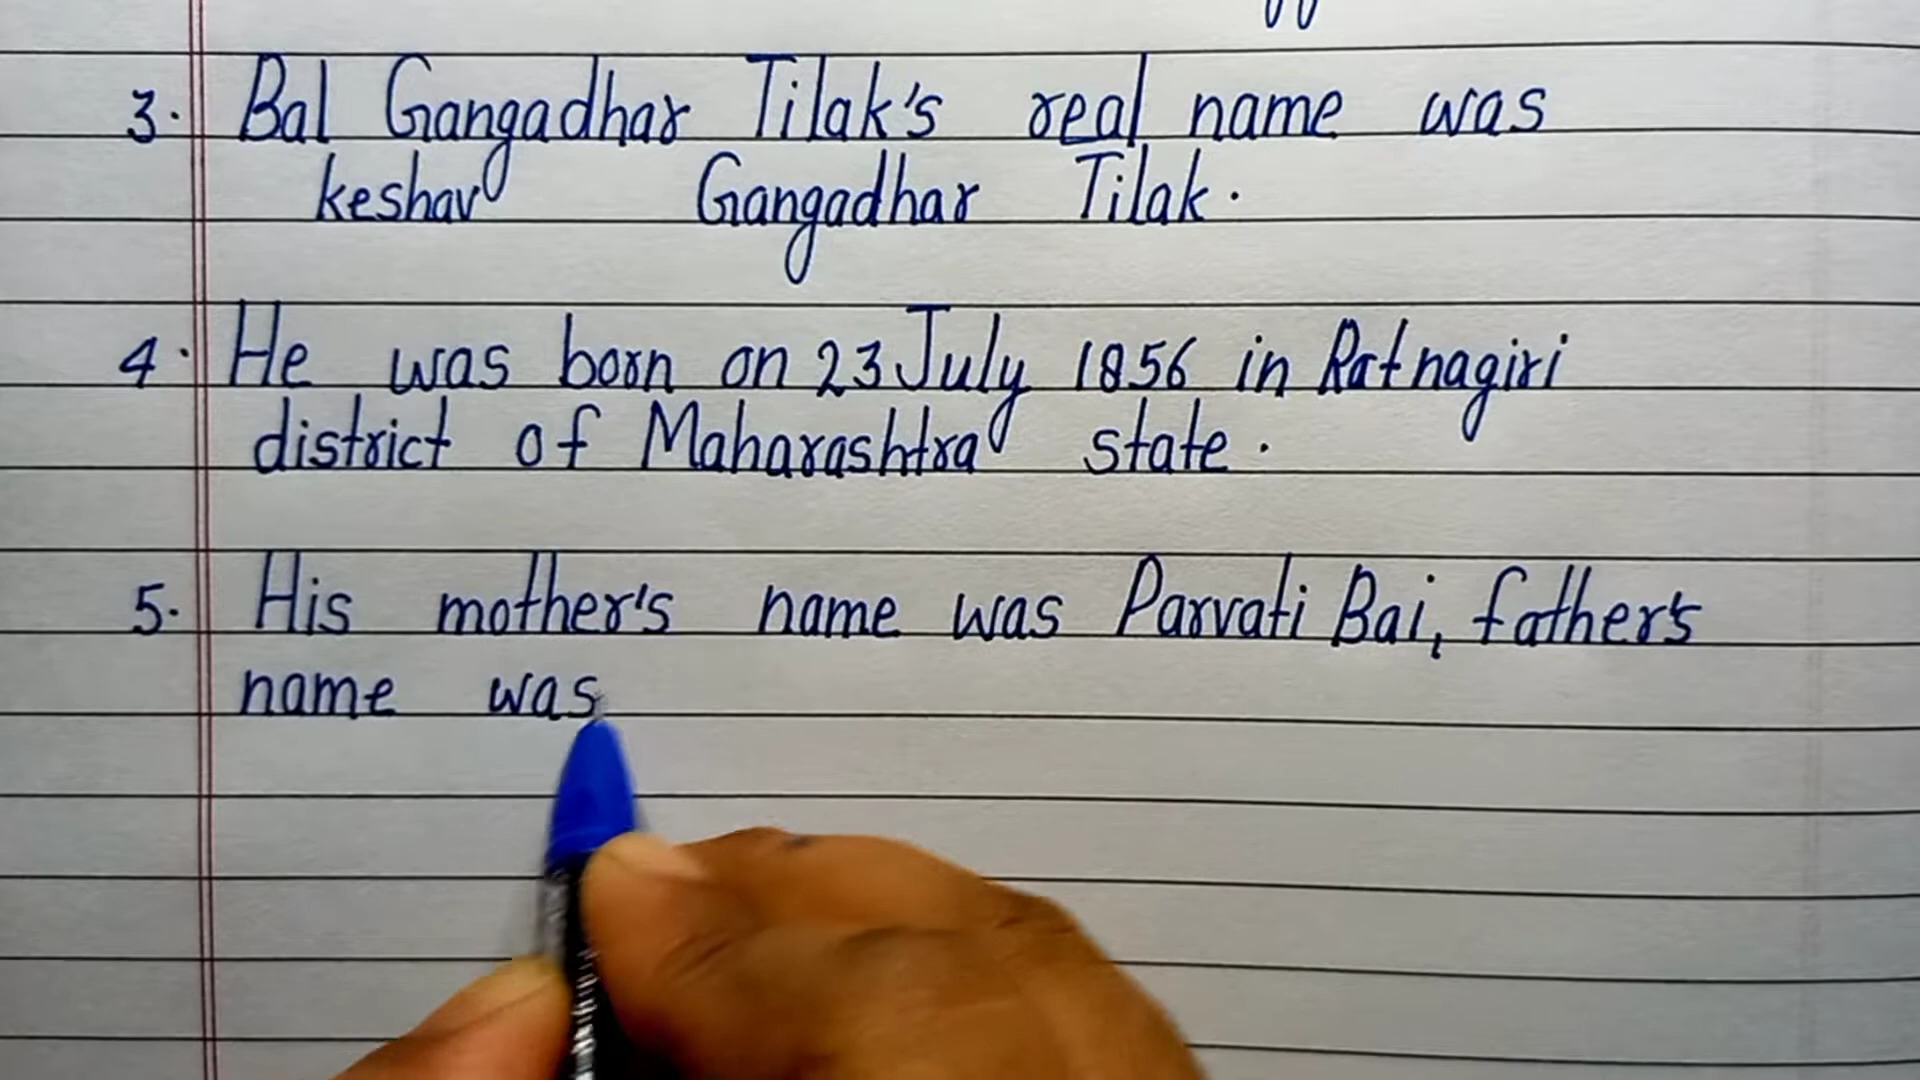 3. Bal Gangadhar Tilak's real name was
keshav Gangadhar Tilak.
4. He was born on 23 July 1856 in Ratnagiri
district of Maharashtra state.
5. His mother's name was Parvati Bai, father's
name was